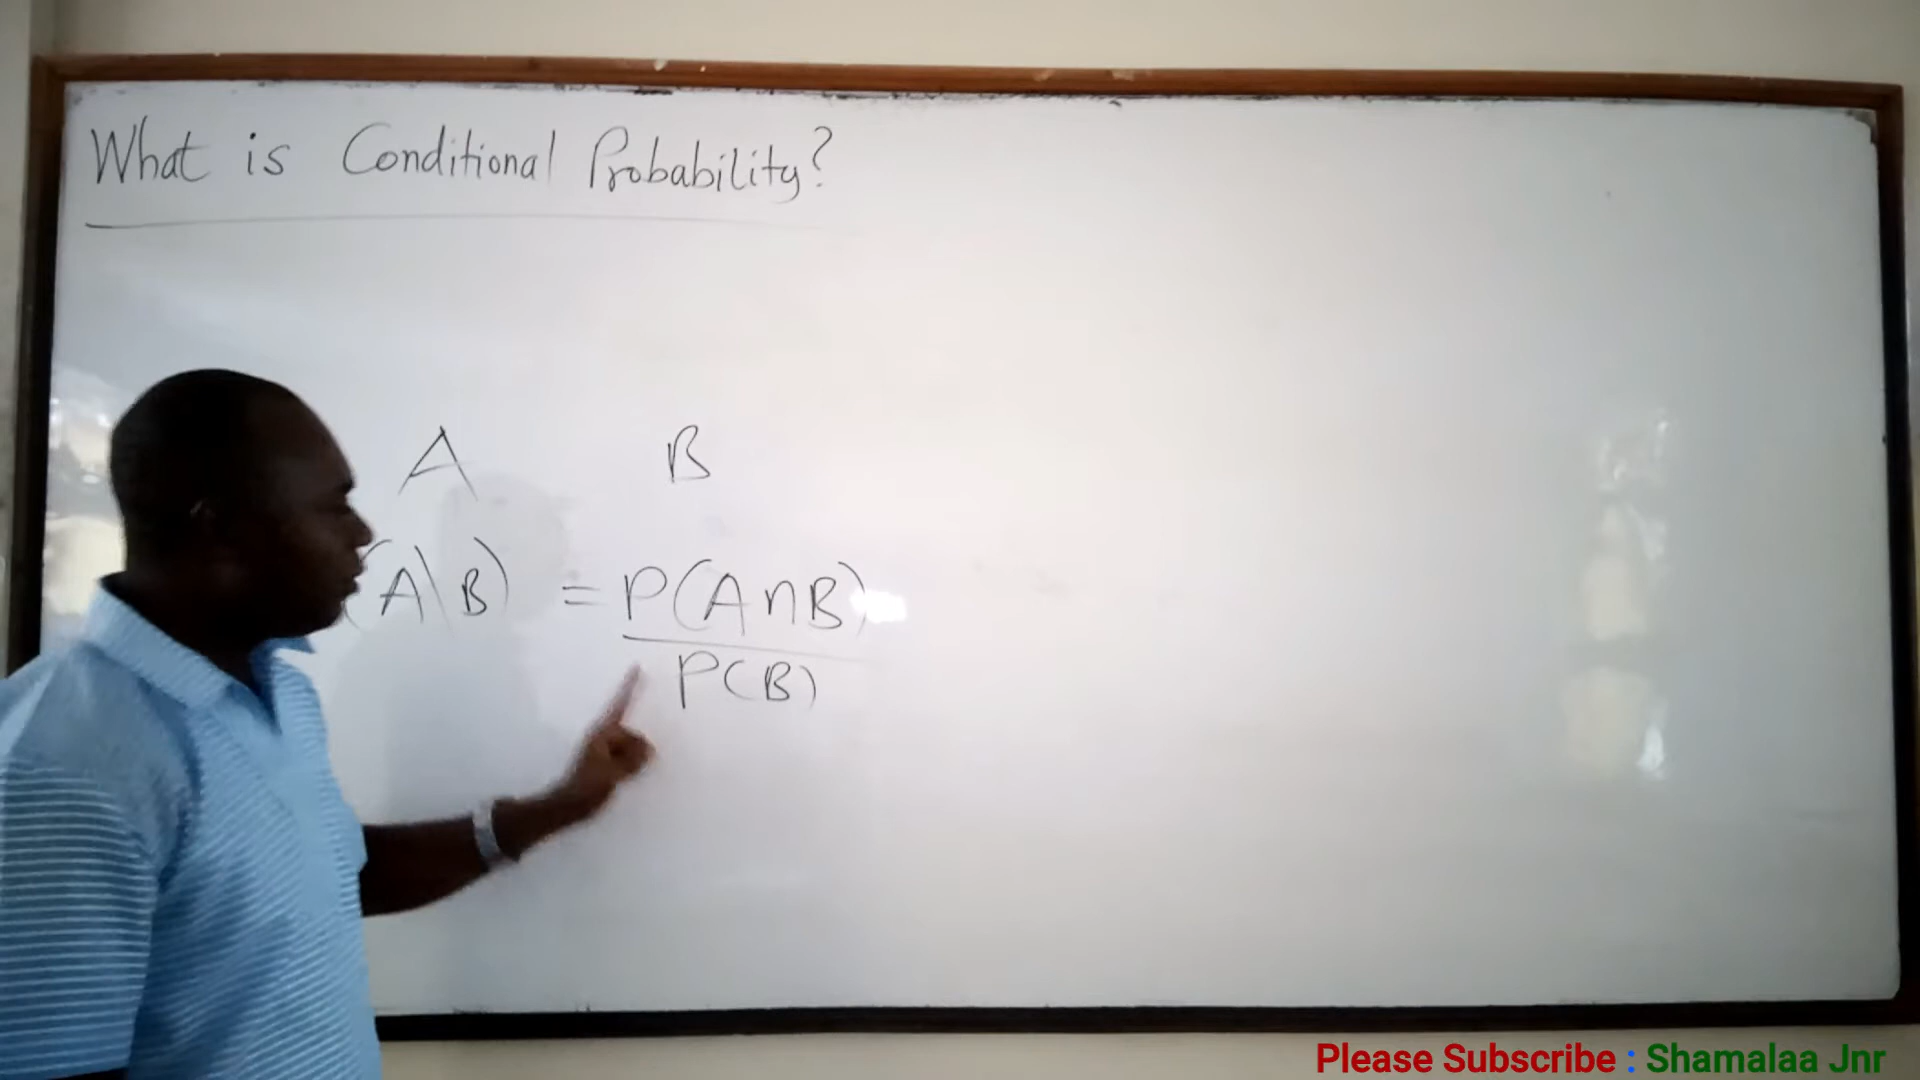 What is Conditional Probability?
A B
(A\B) = P(A∩B)
P(B)
Please Subscribe : Shamalaa Jnr